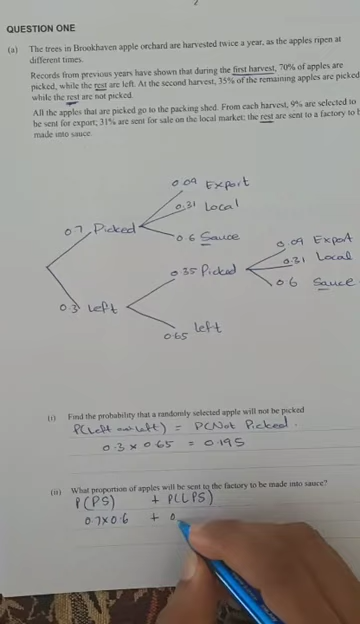 QUESTION ONE
(a) The trees in Brookhaven apple orchard are harvested twice a year, as the apples ripen at
different times.
Records from previous years have shown that during the first harvest, 70% of apples are
picked, while the rest are left. At the second harvest, 35% of the remaining apples are picked
while the rest are not picked.
All the apples that are picked go to the packing shed. From each harvest, 9% are selected to
be sent for export; 31% are sent for sale on the local market; the rest are sent to a factory to b
made into sauce.
0.09 Export
0.31 Local
0.7 Picked
0.6 Sauce
0.09 Export
0.35 Picked
0.31 Local
0.6 Sauce
0.3 Left
0.65 Left
(i) Find the probability that a randomly selected apple will not be picked
P(Left and Left) = P(Not Picked.
0.3 x 0.65 = 0.195
(ii) What proportion of apples will be sent to the factory to be made into sauce?
P(PS) + P(LPS)
0.7x0.6 + 0